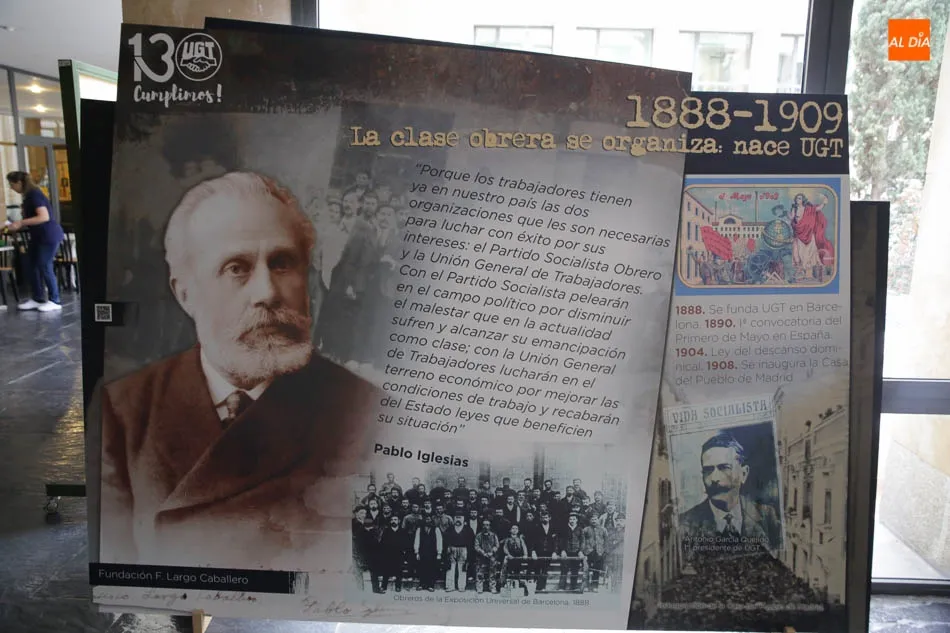 AL DÍA
130 UGT
Cumplimos!
1888-1909
La clase obrera se organiza: nace UGT
"Porque los trabajadores tienen
ya en nuestro país las dos
organizaciones que les son necesarias
para luchar con éxito por sus
intereses: el Partido Socialista Obrero
y la Unión General de Trabajadores.
Con el Partido Socialista pelearán
en el campo político por disminuir
el malestar que en la actualidad
sufren y alcanzar su emancipación
como clase; con la Unión General
de Trabajadores lucharán en el
terreno económico por mejorar las
condiciones de trabajo y recabarán
del Estado leyes que beneficien
su situación"
Pablo Iglesias
Obreros de la Exposición Universal de Barcelona. 1888
Fundación F. Largo Caballero
1888. Se funda UGT en Barce-
lona. 1890. 1ª convocatoria del
Primero de Mayo en España.
1904. Ley del descanso domi-
nical. 1908. Se inaugura la Casa
del Pueblo de Madrid
VIDA SOCIALISTA
Antonio García Quejido
1º presidente de UGT